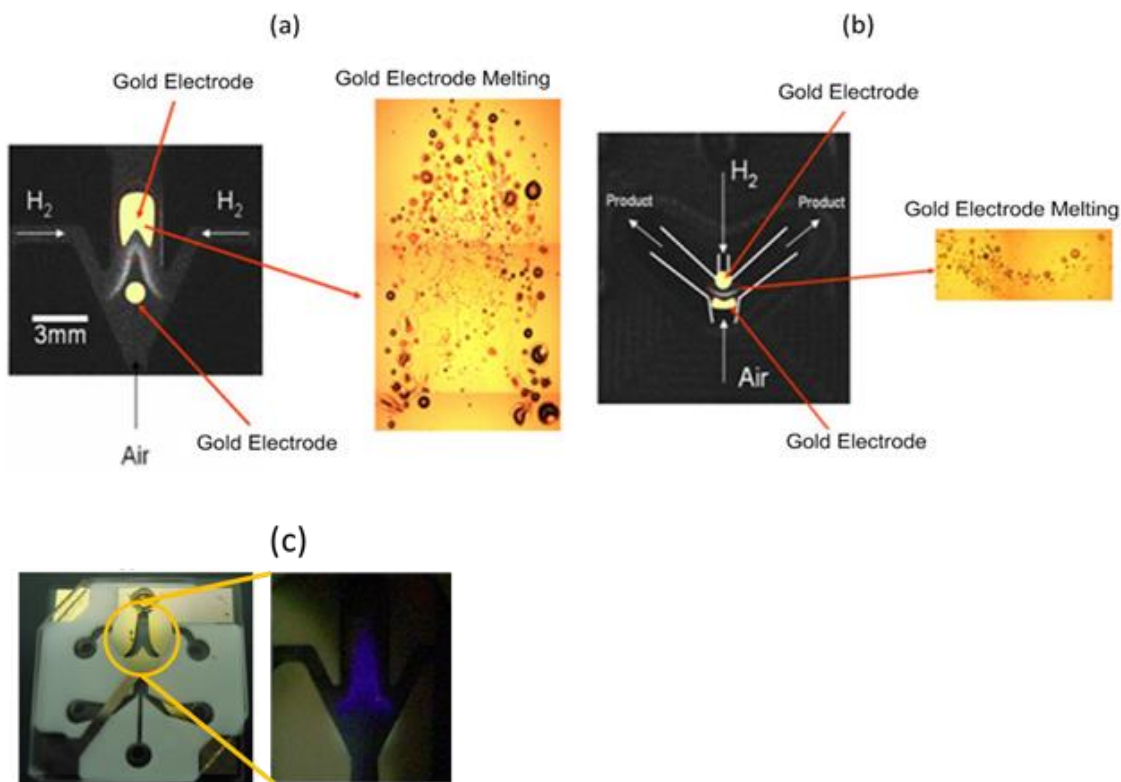 (a)
Gold Electrode
Gold Electrode Melting
H2
H2
3mm
Gold Electrode
Air
(b)
Gold Electrode
H2
Product
Product
Gold Electrode Melting
Air
Gold Electrode
(c)